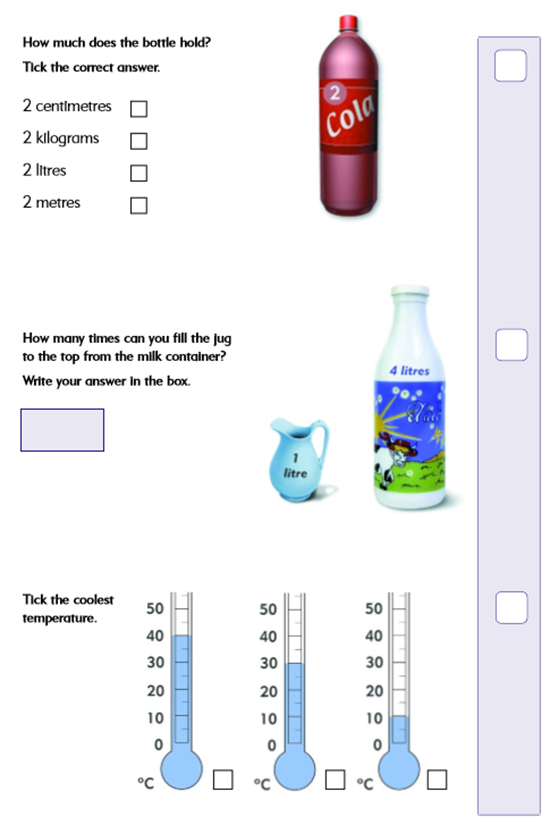 How much does the bottle hold?
Tick the correct answer.
2 centimetres
2 kilograms
2 litres
2 metres
2
Cola
How many times can you fill the jug
to the top from the milk container?
Write your answer in the box.
1
litre
4 litres
Tick the coolest
temperature.
50 50 50
40 40 40
30 30 30
20 20 20
10 10 10
0 0 0
°C °C °C